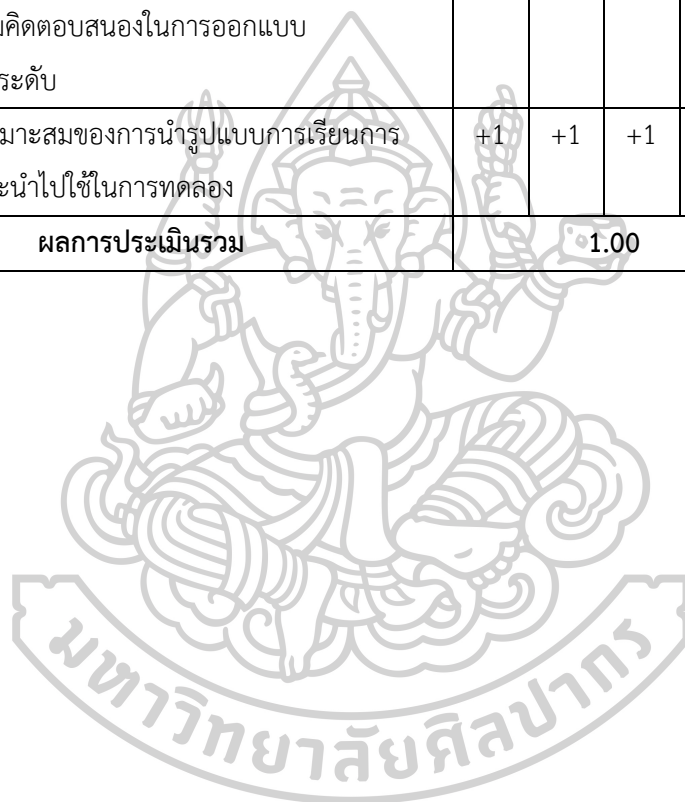 มคิดตอบสนองในการออกแบบ
ระดับ
มาะสมของการนำรูปแบบการเรียนการ +1 +1 +1
ะนำไปใช้ในการทดลอง
ผลการประเมินรวม 1.00
มหาวิทยาลัยศิลปากร